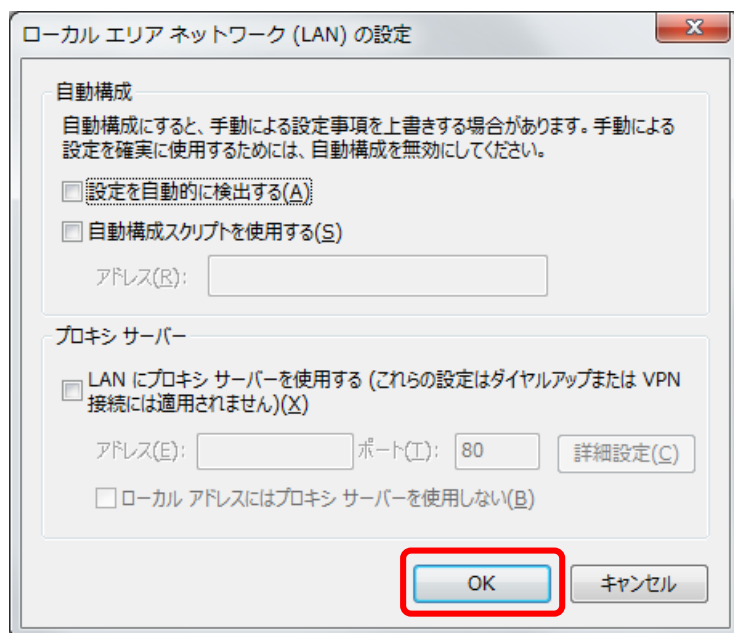 ローカル エリア ネットワーク (LAN) の設定
自動構成
自動構成にすると、手動による設定事項を上書きする場合があります。手動による
設定を確実に使用するためには、自動構成を無効にしてください。
設定を自動的に検出する(A)
自動構成スクリプトを使用する(S)
アドレス(R):
プロキシ サーバー
LAN にプロキシ サーバーを使用する (これらの設定はダイヤルアップまたは VPN
接続には適用されません)(X)
アドレス(E): ポート(T): 80 詳細設定(C)
ローカル アドレスにはプロキシ サーバーを使用しない(B)
OK キャンセル